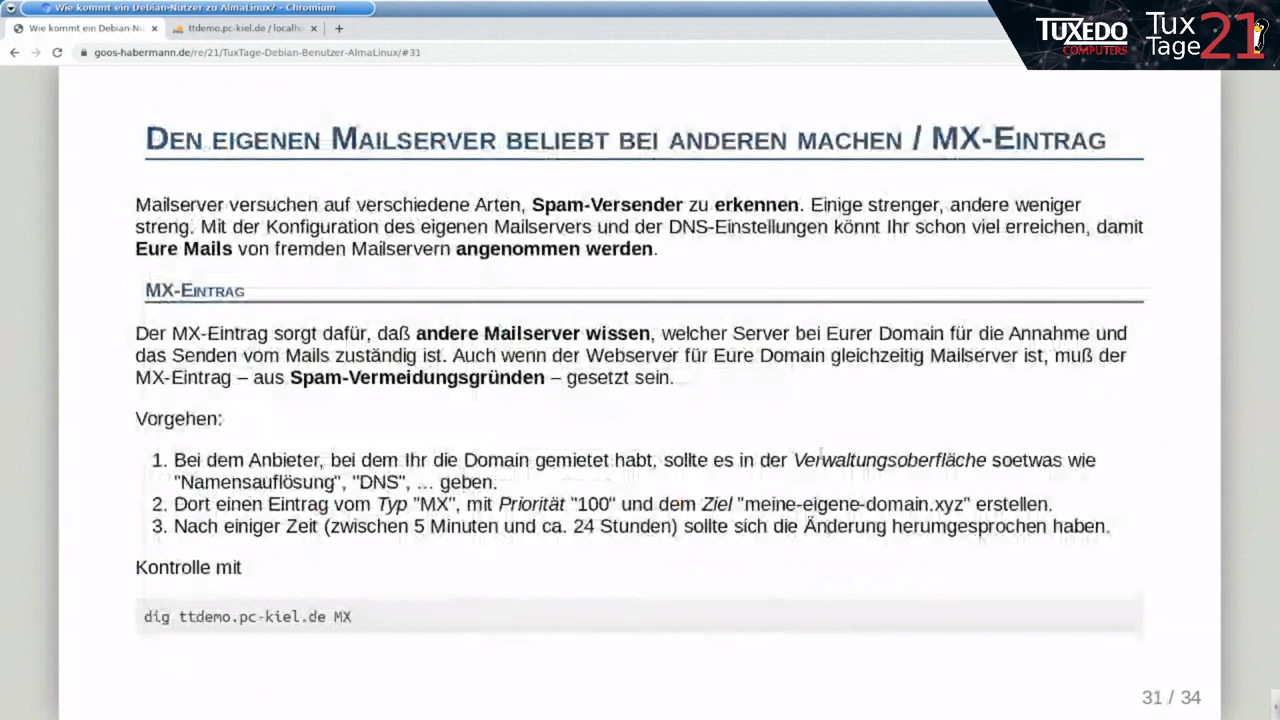 Wie kommt ein Debian-Nutzer zu AlmaLinux? - Chromium
Wie kommt ein Debian-Nu
ttdemo.pc-kiel.de / localho
goos-habermann.de/re/21/TuxTage-Debian-Benutzer-AlmaLinux/#31
TUXEDO
COMPUTERS
Tux
Tage
21
Den eigenen Mailserver beliebt bei anderen machen / MX-Eintrag
Mailserver versuchen auf verschiedene Arten, Spam-Versender zu erkennen. Einige strenger, andere weniger
streng. Mit der Konfiguration des eigenen Mailservers und der DNS-Einstellungen könnt Ihr schon viel erreichen, damit
Eure Mails von fremden Mailservern angenommen werden.
MX-Eintrag
Der MX-Eintrag sorgt dafür, daß andere Mailserver wissen, welcher Server bei Eurer Domain für die Annahme und
das Senden vom Mails zuständig ist. Auch wenn der Webserver für Eure Domain gleichzeitig Mailserver ist, muß der
MX-Eintrag – aus Spam-Vermeidungsgründen – gesetzt sein.
Vorgehen:
1. Bei dem Anbieter, bei dem Ihr die Domain gemietet habt, sollte es in der Verwaltungsoberfläche soetwas wie
"Namensauflösung", "DNS", … geben.
2. Dort einen Eintrag vom Typ "MX", mit Priorität "100" und dem Ziel "meine-eigene-domain.xyz" erstellen.
3. Nach einiger Zeit (zwischen 5 Minuten und ca. 24 Stunden) sollte sich die Änderung herumgesprochen haben.
Kontrolle mit
dig ttdemo.pc-kiel.de MX
31 / 34